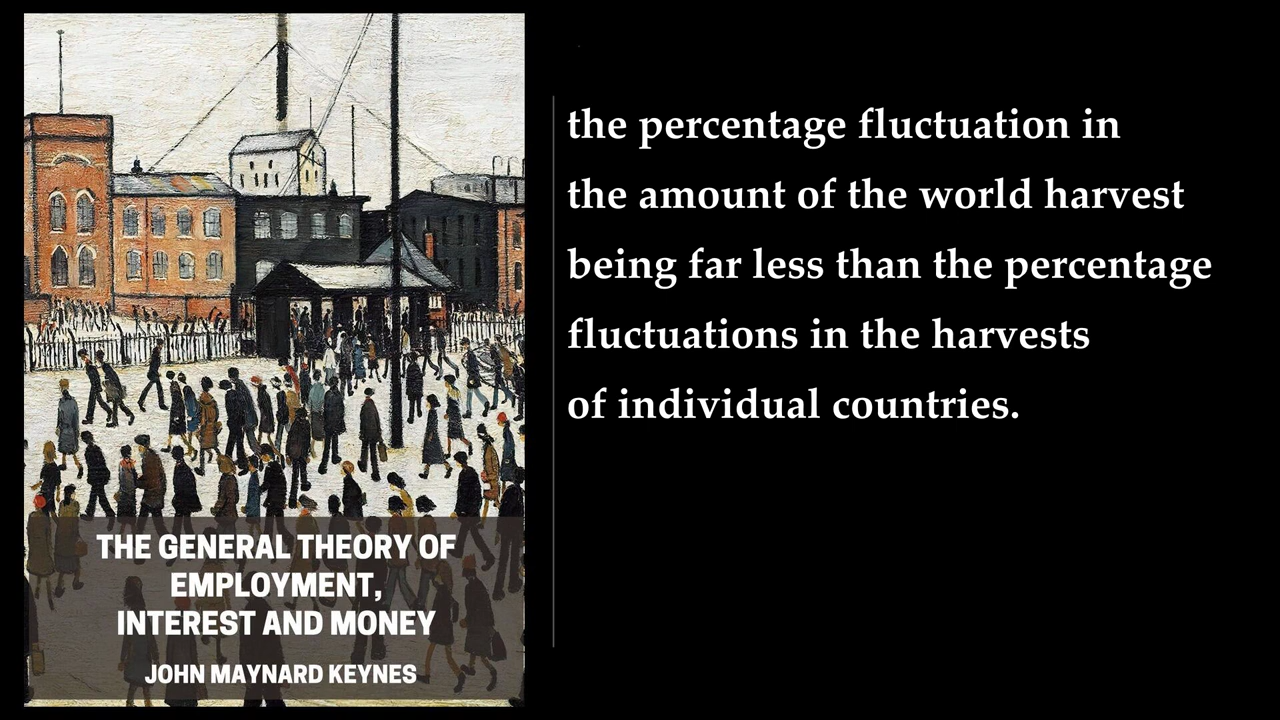 the percentage fluctuation in
the amount of the world harvest
being far less than the percentage
fluctuations in the harvests
of individual countries.
THE GENERAL THEORY OF
EMPLOYMENT,
INTEREST AND MONEY
JOHN MAYNARD KEYNES